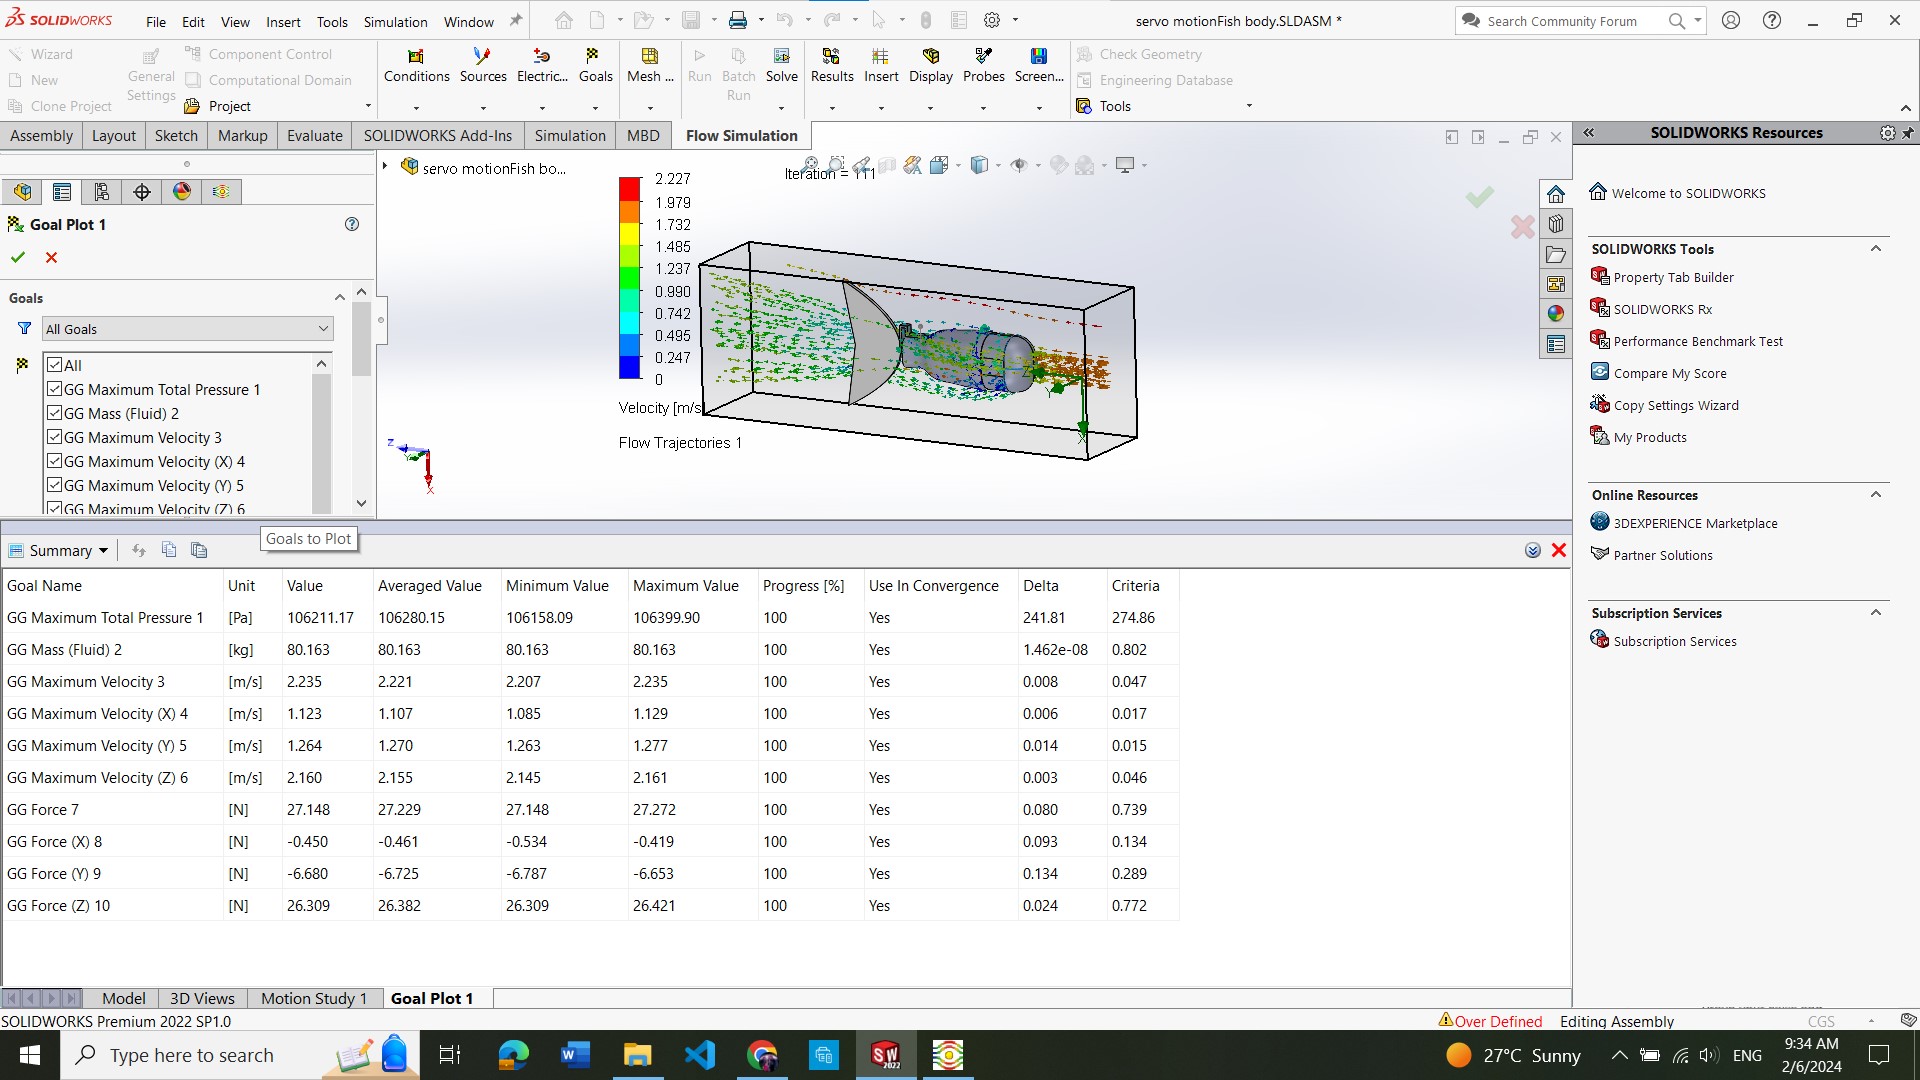 SOLIDWORKS File Edit View Insert Tools Simulation Window
servo motionFish body.SLDASM *
Search Community Forum
Wizard
New
Clone Project
General Settings
Component Control
Computational Domain
Project
Conditions Sources Electric... Goals Mesh ... Run Batch Run Solve Results Insert Display Probes Screen...
Check Geometry
Engineering Database
Tools
Assembly Layout Sketch Markup Evaluate SOLIDWORKS Add-Ins Simulation MBD Flow Simulation
Goal Plot 1
Goals
All Goals
All
GG Maximum Total Pressure 1
GG Mass (Fluid) 2
GG Maximum Velocity 3
GG Maximum Velocity (X) 4
GG Maximum Velocity (Y) 5
GG Maximum Velocity (Z) 6
Goals to Plot
servo motionFish bo...
Iteration = 111
2.227
1.979
1.732
1.485
1.237
0.990
0.742
0.495
0.247
0
Velocity [m/s
Flow Trajectories 1
Z
X
Y
X
SOLIDWORKS Resources
Welcome to SOLIDWORKS
SOLIDWORKS Tools
Property Tab Builder
SOLIDWORKS Rx
Performance Benchmark Test
Compare My Score
Copy Settings Wizard
My Products
Online Resources
3DEXPERIENCE Marketplace
Partner Solutions
Subscription Services
Subscription Services
Summary
Goal Name Unit Value Averaged Value Minimum Value Maximum Value Progress [%] Use In Convergence Delta Criteria
GG Maximum Total Pressure 1 [Pa] 106211.17 106280.15 106158.09 106399.90 100 Yes 241.81 274.86
GG Mass (Fluid) 2 [kg] 80.163 80.163 80.163 80.163 100 Yes 1.462e-08 0.802
GG Maximum Velocity 3 [m/s] 2.235 2.221 2.207 2.235 100 Yes 0.008 0.047
GG Maximum Velocity (X) 4 [m/s] 1.123 1.107 1.085 1.129 100 Yes 0.006 0.017
GG Maximum Velocity (Y) 5 [m/s] 1.264 1.270 1.263 1.277 100 Yes 0.014 0.015
GG Maximum Velocity (Z) 6 [m/s] 2.160 2.155 2.145 2.161 100 Yes 0.003 0.046
GG Force 7 [N] 27.148 27.229 27.148 27.272 100 Yes 0.080 0.739
GG Force (X) 8 [N] -0.450 -0.461 -0.534 -0.419 100 Yes 0.093 0.134
GG Force (Y) 9 [N] -6.680 -6.725 -6.787 -6.653 100 Yes 0.134 0.289
GG Force (Z) 10 [N] 26.309 26.382 26.309 26.421 100 Yes 0.024 0.772
Model 3D Views Motion Study 1 Goal Plot 1
SOLIDWORKS Premium 2022 SP1.0
Over Defined Editing Assembly CGS
Type here to search
SW 2022
27°C Sunny
ENG
9:34 AM
2/6/2024